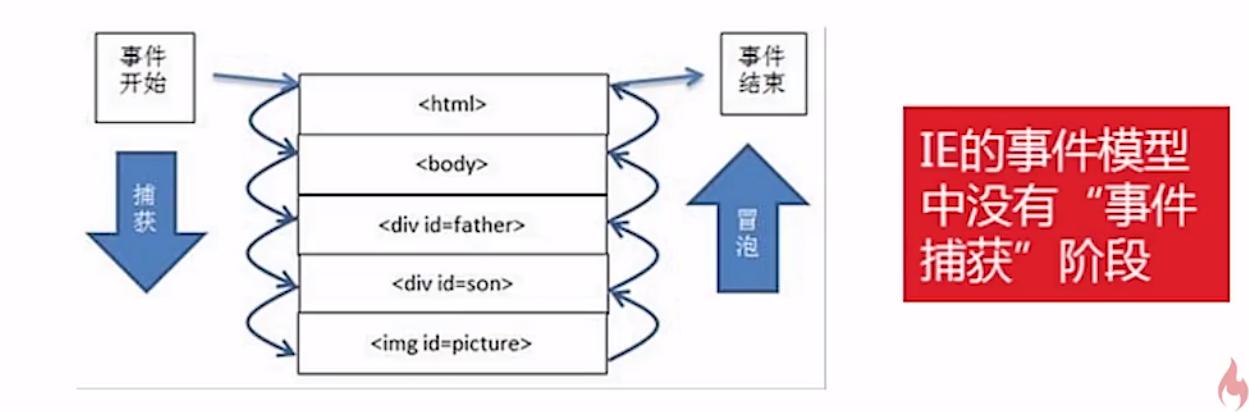 事件
开始
事件
结束
<html>
<body>
<div id=father>
<div id=son>
<img id=picture>
捕
获
冒
泡
IE的事件模型
中没有“事件
捕获”阶段